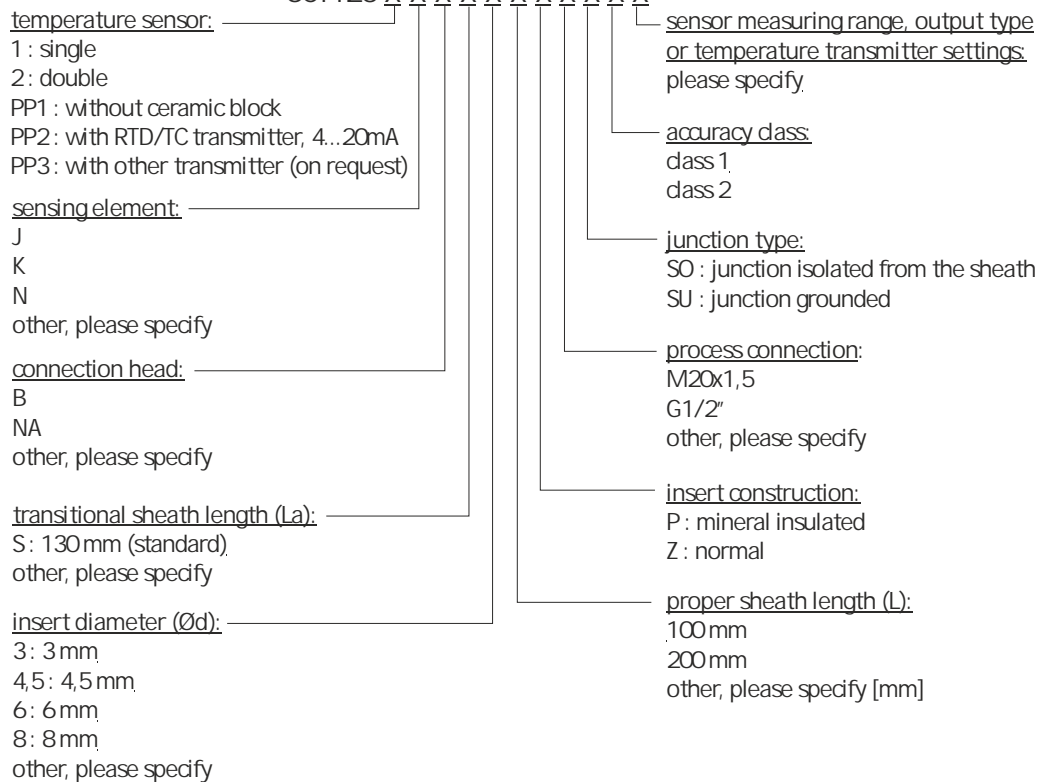 X X X X X X X X X X X
temperature sensor:
1 : single
2 : double
PP1 : without ceramic block
PP2 : with RTD/TC transmitter, 4...20mA
PP3 : with other transmitter (on request)
sensing element:
J
K
N
other, please specify
connection head:
B
NA
other, please specify
transitional sheath length (La):
S : 130 mm (standard)
other, please specify
insert diameter (Ød):
3 : 3 mm
4,5 : 4,5 mm
6 : 6 mm
8 : 8 mm
other, please specify
sensor measuring range, output type
or temperature transmitter settings:
please specify
accuracy class:
class 1
class 2
junction type:
SO : junction isolated from the sheath
SU : junction grounded
process connection:
M20x1,5
G1/2"
other, please specify
insert construction:
P : mineral insulated
Z : normal
proper sheath length (L):
100 mm
200 mm
other, please specify [mm]